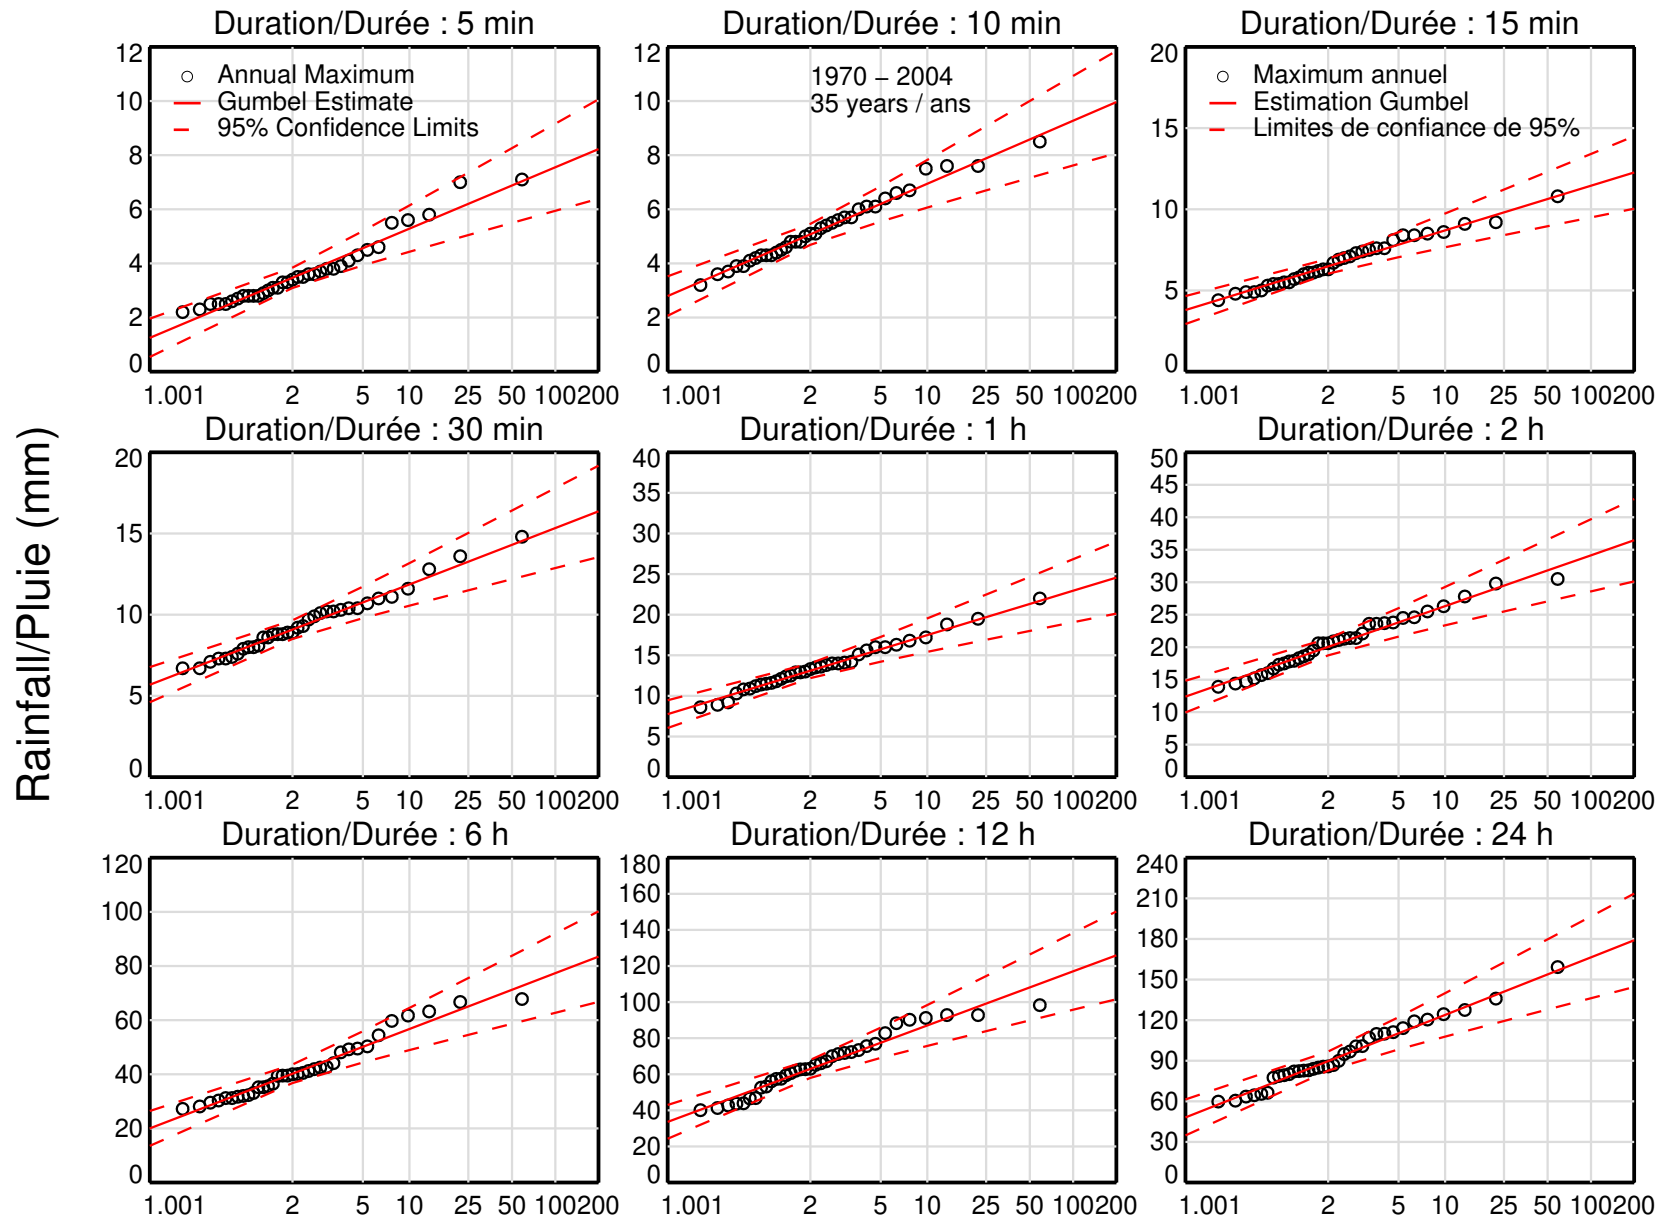 Duration/Durée : 5 min
Duration/Durée : 10 min
Duration/Durée : 15 min
12
10
8
6
4
2
0
Annual Maximum
Gumbel Estimate
95% Confidence Limits
1.001 2 5 10 25 50 100200
12
10
8
6
4
2
0
1970 – 2004
35 years / ans
1.001 2 5 10 25 50 100200
20
15
10
5
0
Maximum annuel
Estimation Gumbel
Limites de confiance de 95%
1.001 2 5 10 25 50 100200
Rainfall/Pluie (mm)
Duration/Durée : 30 min
Duration/Durée : 1 h
Duration/Durée : 2 h
20
15
10
5
0
1.001 2 5 10 25 50 100200
40
35
30
25
20
15
10
5
0
1.001 2 5 10 25 50 100200
50
45
40
35
30
25
20
15
10
5
0
1.001 2 5 10 25 50 100200
Duration/Durée : 6 h
Duration/Durée : 12 h
Duration/Durée : 24 h
120
100
80
60
40
20
0
1.001 2 5 10 25 50 100200
180
160
140
120
100
80
60
40
20
0
1.001 2 5 10 25 50 100200
240
210
180
150
120
90
60
30
0
1.001 2 5 10 25 50 100200